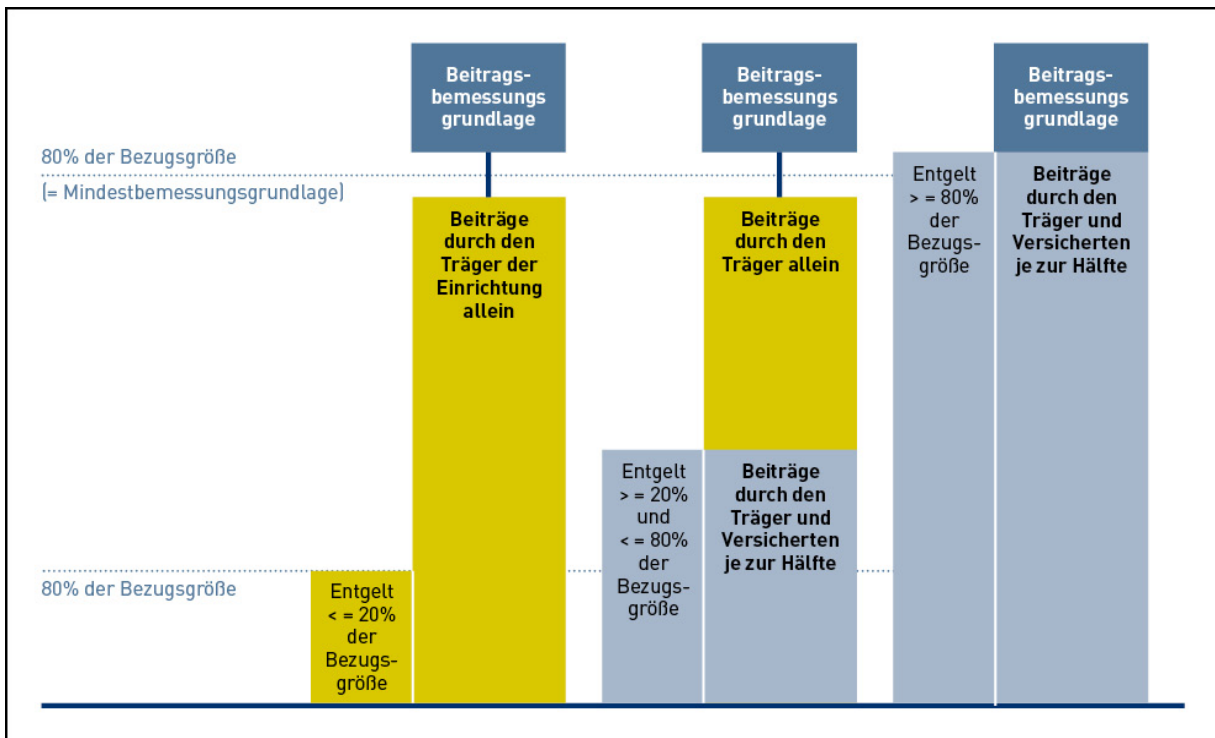 Beitrags-
bemessungs
grundlage
Beitrags-
bemessungs
grundlage
Beitrags-
bemessungs
grundlage
80% der Bezugsgröße
(= Mindestbemessungsgrundlage)
Beiträge
durch den
Träger der
Einrichtung
allein
Beiträge
durch den
Träger allein
Entgelt
> = 80%
der
Bezugs-
größe
Beiträge
durch den
Träger und
Versicherten
je zur Hälfte
80% der Bezugsgröße
Entgelt
< = 20%
der
Bezugs-
größe
Entgelt
> = 20%
und
< = 80%
der
Bezugs-
größe
Beiträge
durch den
Träger und
Versicherten
je zur Hälfte